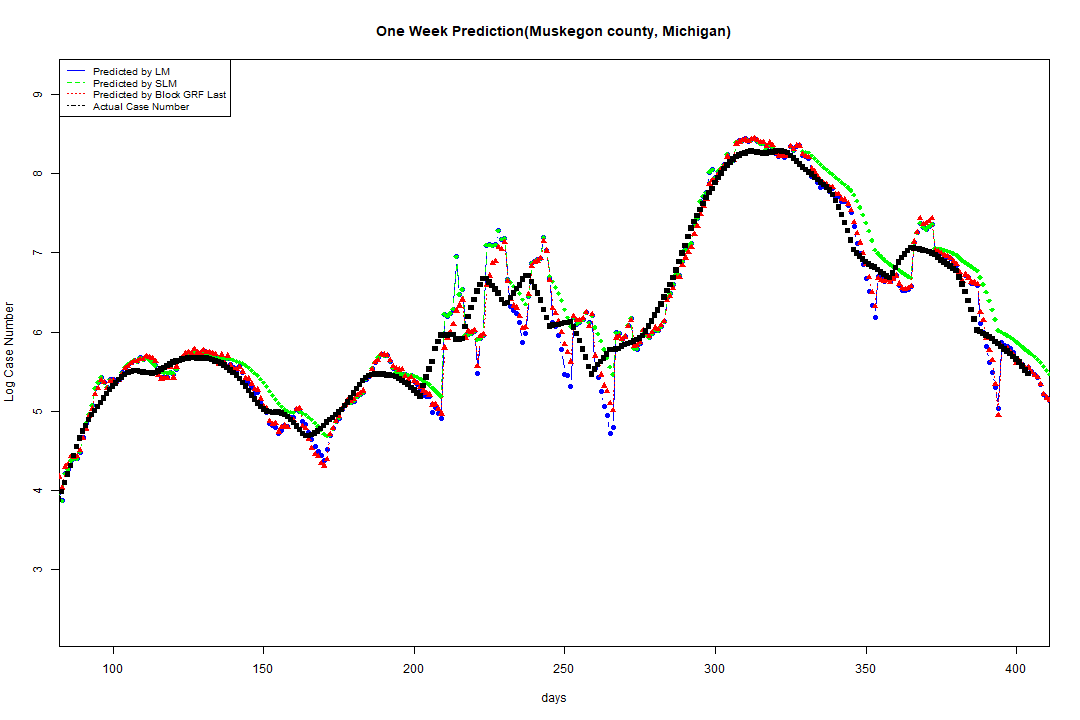 One Week Prediction(Muskegon county, Michigan)
Predicted by LM
Predicted by SLM
Predicted by Block GRF Last
Actual Case Number
9
8
7
6
5
4
3
Log Case Number
100 150 200 250 300 350 400
days